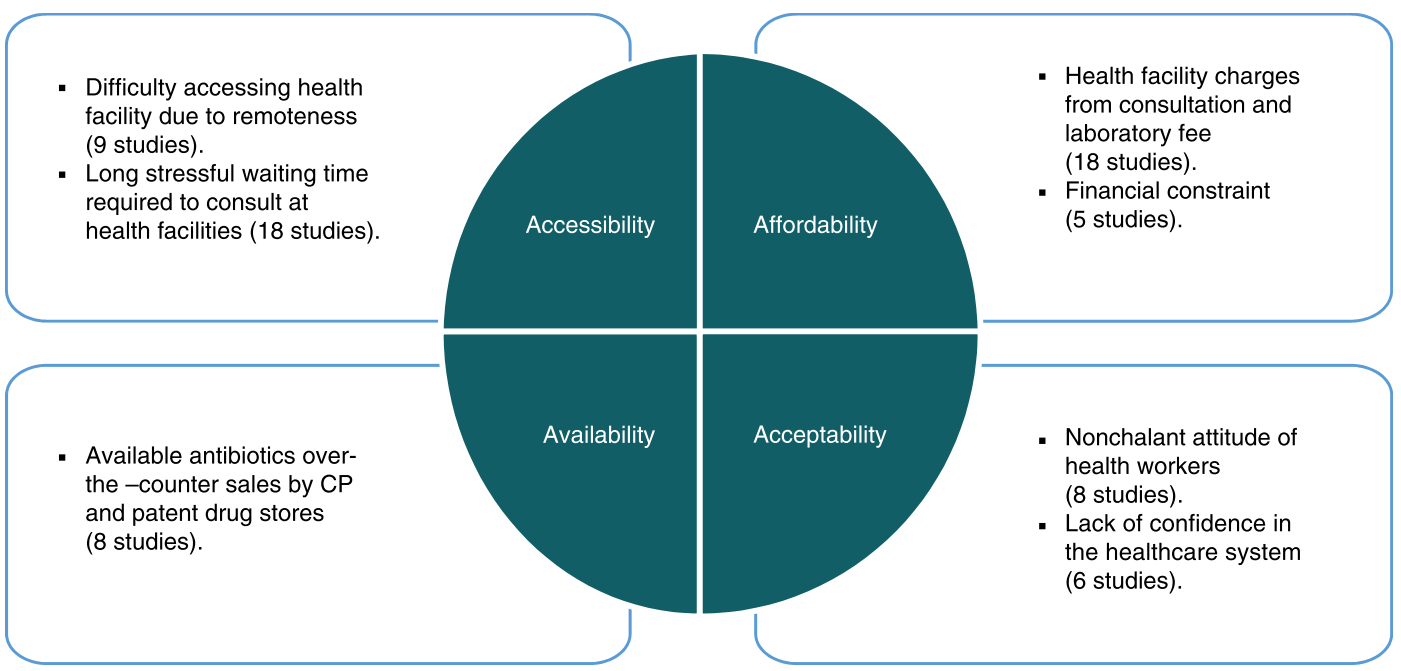 ▪ Difficulty accessing health
facility due to remoteness
(9 studies).
▪ Long stressful waiting time
required to consult at
health facilities (18 studies).
▪ Health facility charges
from consultation and
laboratory fee
(18 studies).
▪ Financial constraint
(5 studies).
Accessibility
Affordability
Availability
Acceptability
▪ Available antibiotics over-
the –counter sales by CP
and patent drug stores
(8 studies).
▪ Nonchalant attitude of
health workers
(8 studies).
▪ Lack of confidence in
the healthcare system
(6 studies).